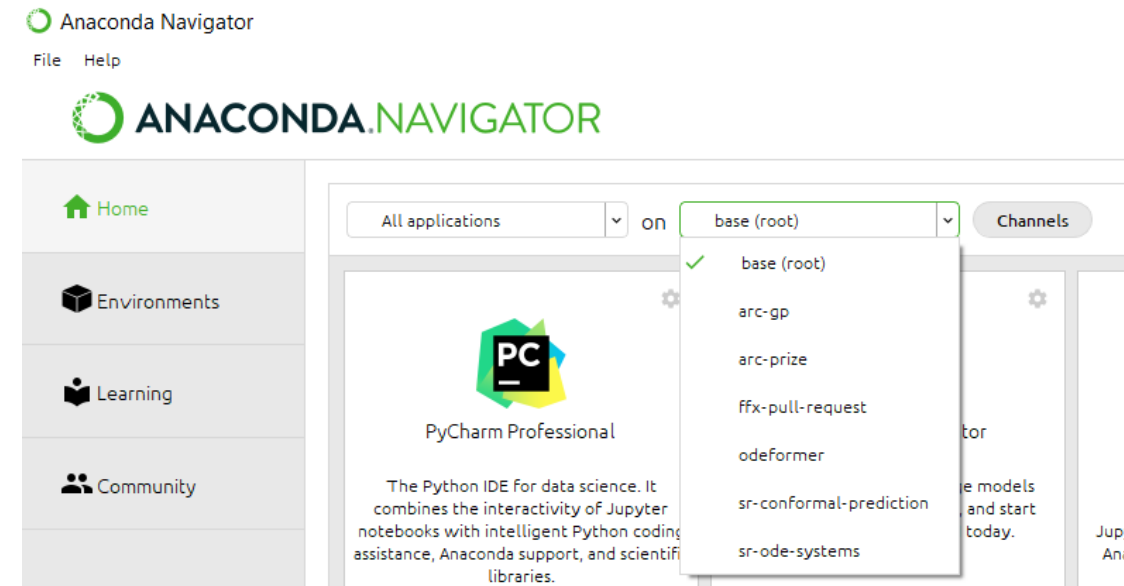 Anaconda Navigator
File Help
ANACONDA.NAVIGATOR
Home
Environments
Learning
Community
All applications on base (root) Channels
base (root)
arc-gp
arc-prize
ffx-pull-request
odeformer
sr-conformal-prediction
sr-ode-systems
PC
PyCharm Professional
The Python IDE for data science. It
combines the interactivity of Jupyter
notebooks with intelligent Python coding
assistance, Anaconda support, and scientifi
libraries.
tor
ge models
, and start
today.
Jup
An